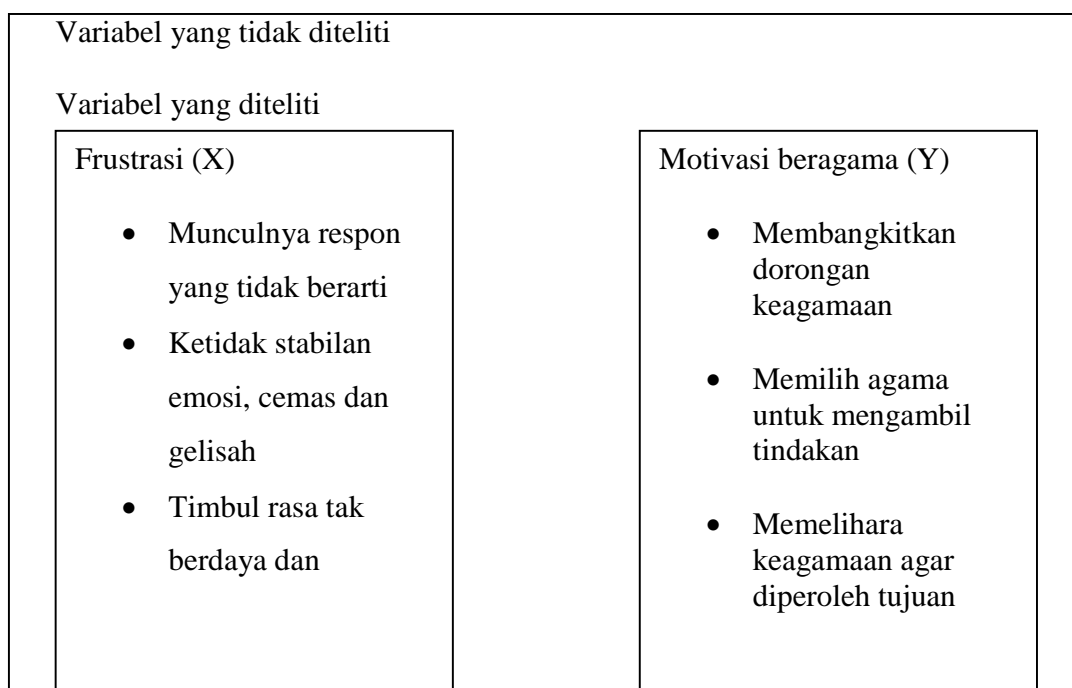 Variabel yang tidak diteliti
Variabel yang diteliti
Frustrasi (X)
• Munculnya respon
yang tidak berarti
• Ketidak stabilan
emosi, cemas dan
gelisah
• Timbul rasa tak
berdaya dan
Motivasi beragama (Y)
• Membangkitkan
dorongan
keagamaan
• Memilih agama
untuk mengambil
tindakan
• Memelihara
keagamaan agar
diperoleh tujuan